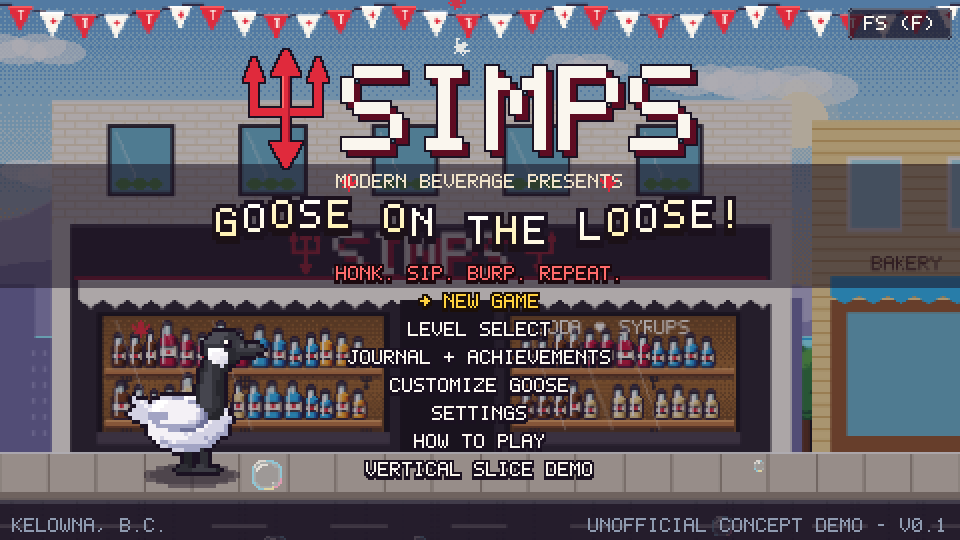 FS (F)
SIMPS
MODERN BEVERAGE PRESENTS
GOOSE ON THE LOOSE!
SIMPS
HONK. SIP. BURP. REPEAT.
BAKERY
→ NEW GAME
LEVEL SELECT
SYRUPS
JOURNAL + ACHIEVEMENTS
CUSTOMIZE GOOSE
SETTINGS
HOW TO PLAY
VERTICAL SLICE DEMO
KELOWNA, B.C.
UNOFFICIAL CONCEPT DEMO - V0.1